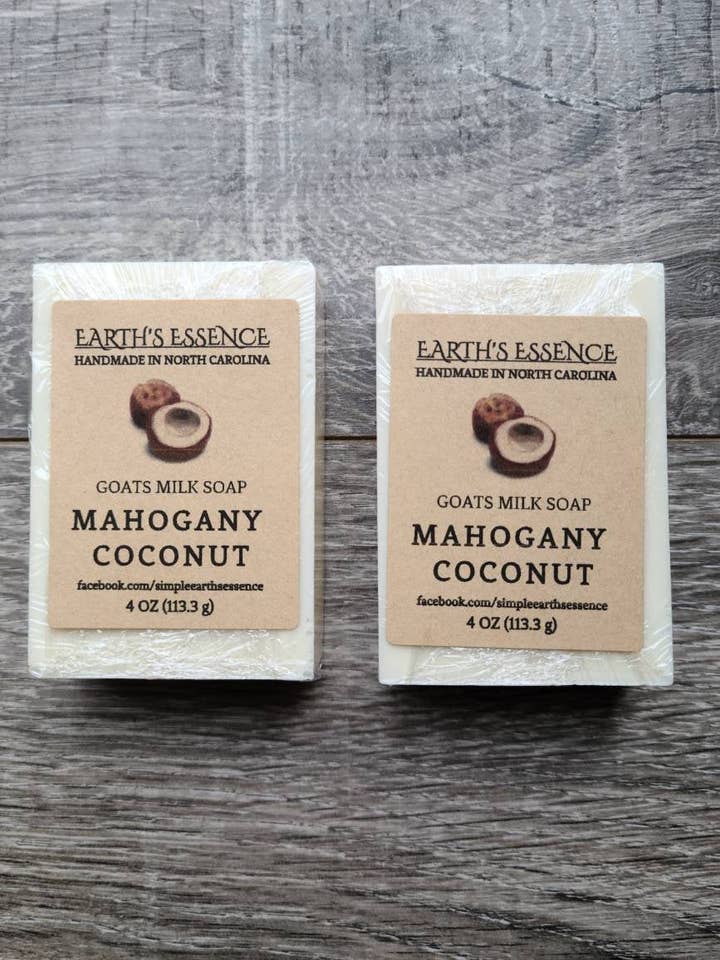 EARTH'S ESSENCE
HANDMADE IN NORTH CAROLINA
GOATS MILK SOAP
MAHOGANY
COCONUT
facebook.com/simpleearthsessence
4 OZ (113.3 g)
EARTH'S ESSENCE
HANDMADE IN NORTH CAROLINA
GOATS MILK SOAP
MAHOGANY
COCONUT
facebook.com/simpleearthsessence
4 OZ (113.3 g)